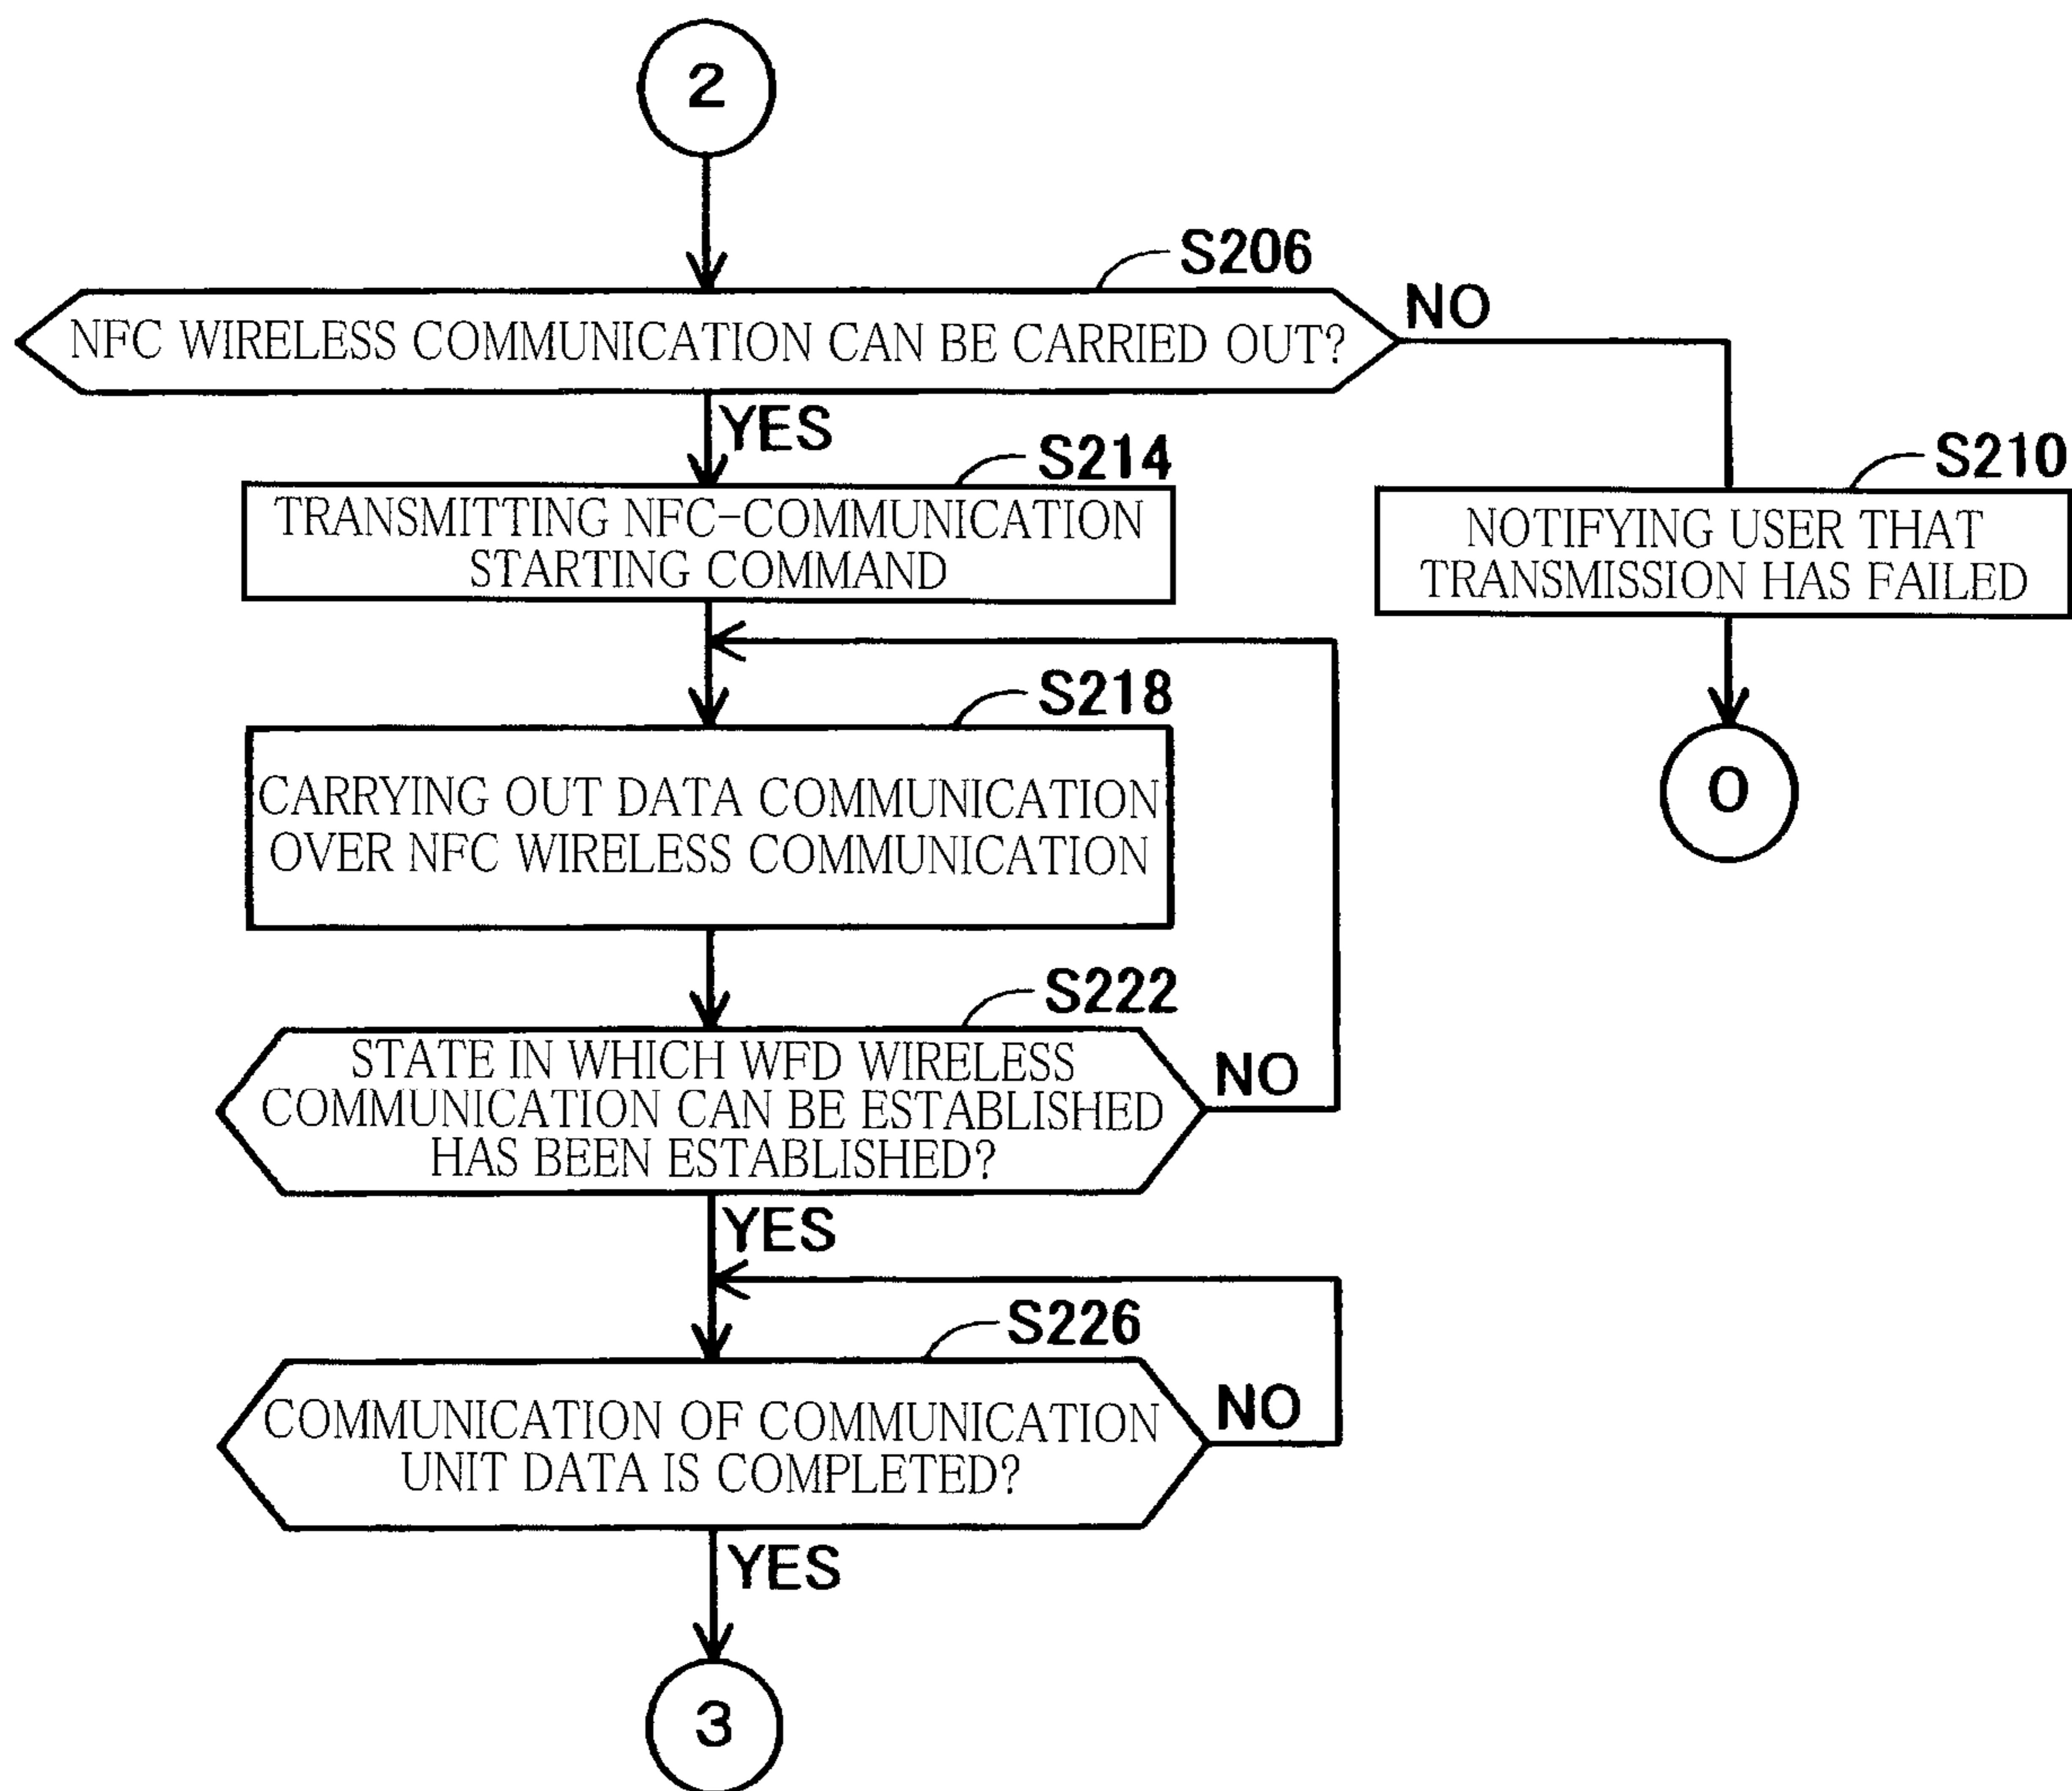 2
S206
NFC WIRELESS COMMUNICATION CAN BE CARRIED OUT?
NO
YES
S214
TRANSMITTING NFC-COMMUNICATION
STARTING COMMAND
S210
NOTIFYING USER THAT
TRANSMISSION HAS FAILED
0
S218
CARRYING OUT DATA COMMUNICATION
OVER NFC WIRELESS COMMUNICATION
S222
STATE IN WHICH WFD WIRELESS
COMMUNICATION CAN BE ESTABLISHED
HAS BEEN ESTABLISHED?
NO
YES
S226
COMMUNICATION OF COMMUNICATION
UNIT DATA IS COMPLETED?
NO
YES
3